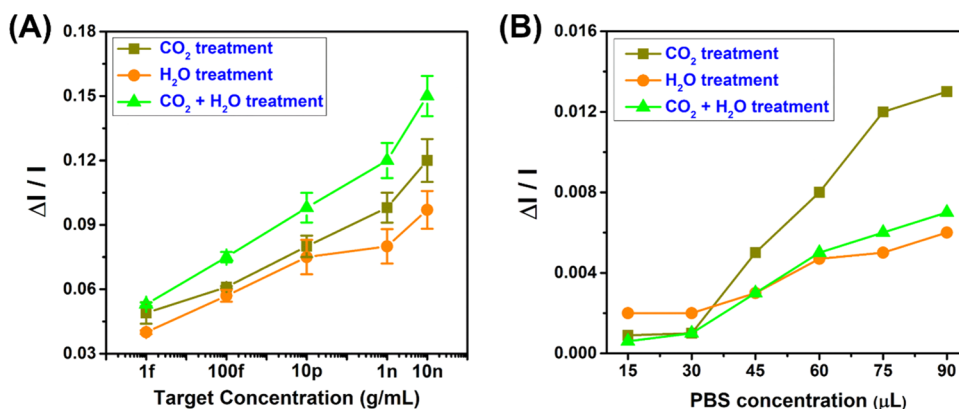 (A)
CO₂ treatment
H₂O treatment
CO₂ + H₂O treatment
ΔI / I
0.18
0.15
0.12
0.09
0.06
0.03
1f 100f 10p 1n 10n
Target Concentration (g/mL)
(B)
CO₂ treatment
H₂O treatment
CO₂ + H₂O treatment
ΔI / I
0.012
0.008
0.004
0.000
15 30 45 60 75 90
PBS concentration (μL)